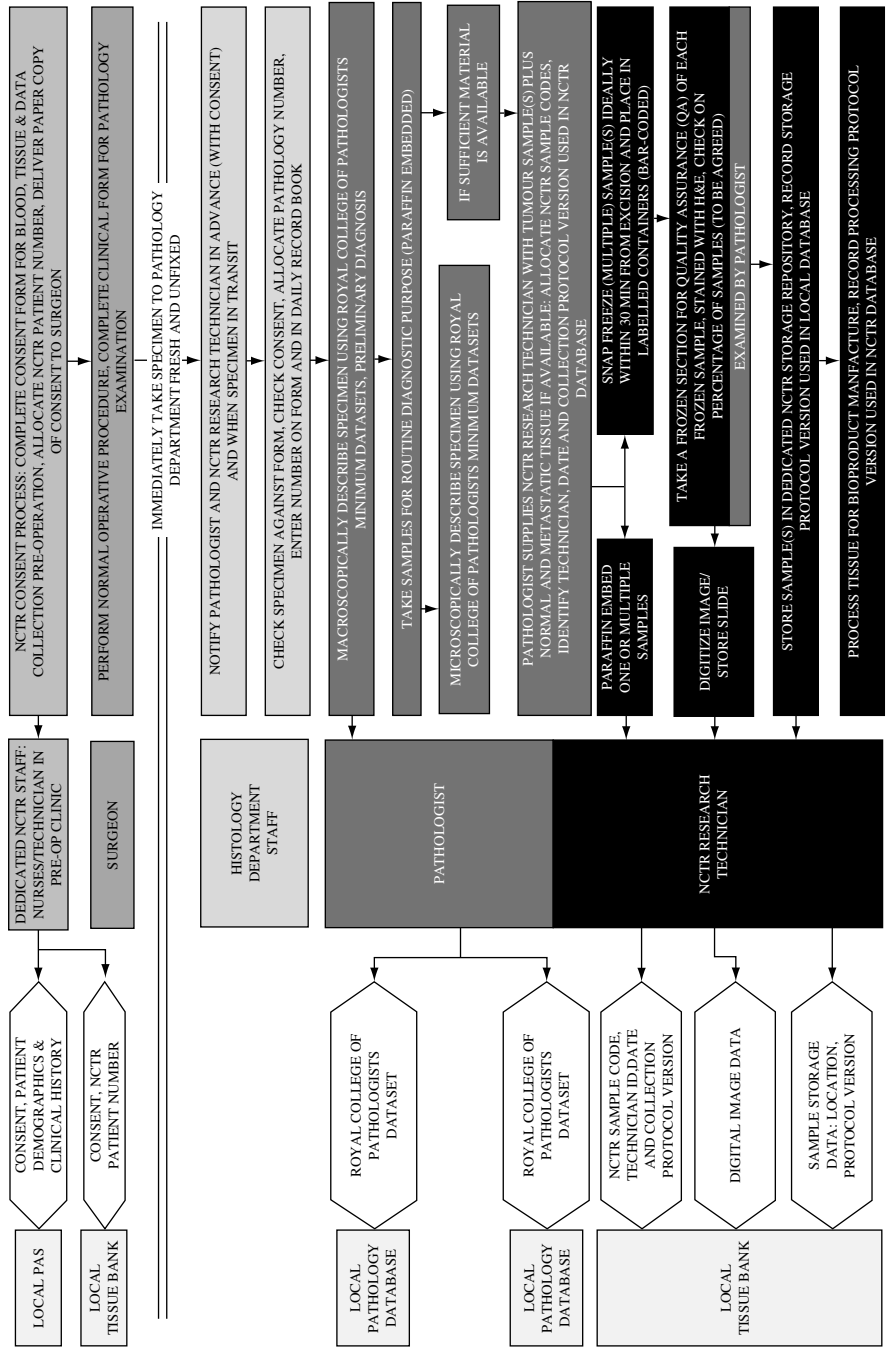 LOCAL PAS
CONSENT, PATIENT
DEMOGRAPHICS &
CLINICAL HISTORY
LOCAL
TISSUE BANK
CONSENT, NCTR
PATIENT NUMBER
DEDICATED NCTR STAFF:
NURSES/TECHNICIAN IN
PRE-OP CLINIC
NCTR CONSENT PROCESS: COMPLETE CONSENT FORM FOR BLOOD, TISSUE & DATA
COLLECTION PRE-OPERATION, ALLOCATE NCTR PATIENT NUMBER, DELIVER PAPER COPY
OF CONSENT TO SURGEON
SURGEON
PERFORM NORMAL OPERATIVE PROCEDURE, COMPLETE CLINICAL FORM FOR PATHOLOGY
EXAMINATION
IMMEDIATELY TAKE SPECIMEN TO PATHOLOGY
DEPARTMENT FRESH AND UNFIXED
HISTOLOGY
DEPARTMENT
STAFF
NOTIFY PATHOLOGIST AND NCTR RESEARCH TECHNICIAN IN ADVANCE (WITH CONSENT)
AND WHEN SPECIMEN IN TRANSIT
CHECK SPECIMEN AGAINST FORM, CHECK CONSENT, ALLOCATE PATHOLOGY NUMBER,
ENTER NUMBER ON FORM AND IN DAILY RECORD BOOK
LOCAL
PATHOLOGY
DATABASE
ROYAL COLLEGE OF
PATHOLOGISTS
DATASET
PATHOLOGIST
MACROSCOPICALLY DESCRIBE SPECIMEN USING ROYAL COLLEGE OF PATHOLOGISTS
MINIMUM DATASETS, PRELIMINARY DIAGNOSIS
TAKE SAMPLES FOR ROUTINE DIAGNOSTIC PURPOSE (PARAFFIN EMBEDDED)
MICROSCOPICALLY DESCRIBE SPECIMEN USING ROYAL
COLLEGE OF PATHOLOGISTS MINIMUM DATASETS
IF SUFFICIENT MATERIAL
IS AVAILABLE
LOCAL
PATHOLOGY
DATABASE
ROYAL COLLEGE OF
PATHOLOGISTS
DATASET
PATHOLOGIST SUPPLIES NCTR RESEARCH TECHNICIAN WITH TUMOUR SAMPLE(S) PLUS
NORMAL AND METASTATIC TISSUE IF AVAILABLE: ALLOCATE NCTR SAMPLE CODES,
IDENTIFY TECHNICIAN, DATE AND COLLECTION PROTOCOL VERSION USED IN NCTR
DATABASE
LOCAL
TISSUE BANK
NCTR SAMPLE CODE,
TECHNICIAN ID,DATE
AND COLLECTION
PROTOCOL VERSION
DIGITAL IMAGE DATA
SAMPLE STORAGE
DATA: LOCATION,
PROTOCOL VERSION
NCTR RESEARCH
TECHNICIAN
PARAFFIN EMBED
ONE OR MULTIPLE
SAMPLES
SNAP FREEZE (MULTIPLE) SAMPLE(S) IDEALLY
WITHIN 30 MIN FROM EXCISION AND PLACE IN
LABELLED CONTAINERS (BAR-CODED)
DIGITIZE IMAGE/
STORE SLIDE
TAKE A FROZEN SECTION FOR QUALITY ASSURANCE (QA) OF EACH
FROZEN SAMPLE, STAINED WITH H&E, CHECK ON
PERCENTAGE OF SAMPLES (TO BE AGREED)
EXAMINED BY PATHOLOGIST
STORE SAMPLE(S) IN DEDICATED NCTR STORAGE REPOSITORY, RECORD STORAGE
PROTOCOL VERSION USED IN LOCAL DATABASE
PROCESS TISSUE FOR BIOPRODUCT MANFACTURE, RECORD PROCESSING PROTOCOL
VERSION USED IN NCTR DATABASE